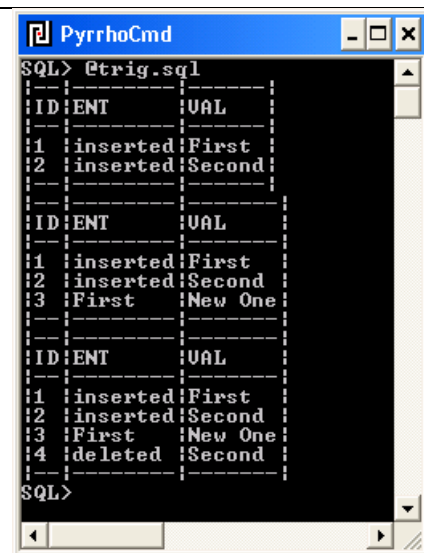 PyrrhoCmd
SQL> @trig.sql
|--|--------|------|
|ID|ENT     |VAL   |
|--|--------|------|
|1 |inserted|First |
|2 |inserted|Second|
|--|--------|------|
|--|--------|-------|
|ID|ENT     |VAL    |
|--|--------|-------|
|1 |inserted|First  |
|2 |inserted|Second |
|3 |First   |New One|
|--|--------|-------|
|--|--------|-------|
|ID|ENT     |VAL    |
|--|--------|-------|
|1 |inserted|First  |
|2 |inserted|Second |
|3 |First   |New One|
|4 |deleted |Second |
|--|--------|-------|
SQL>